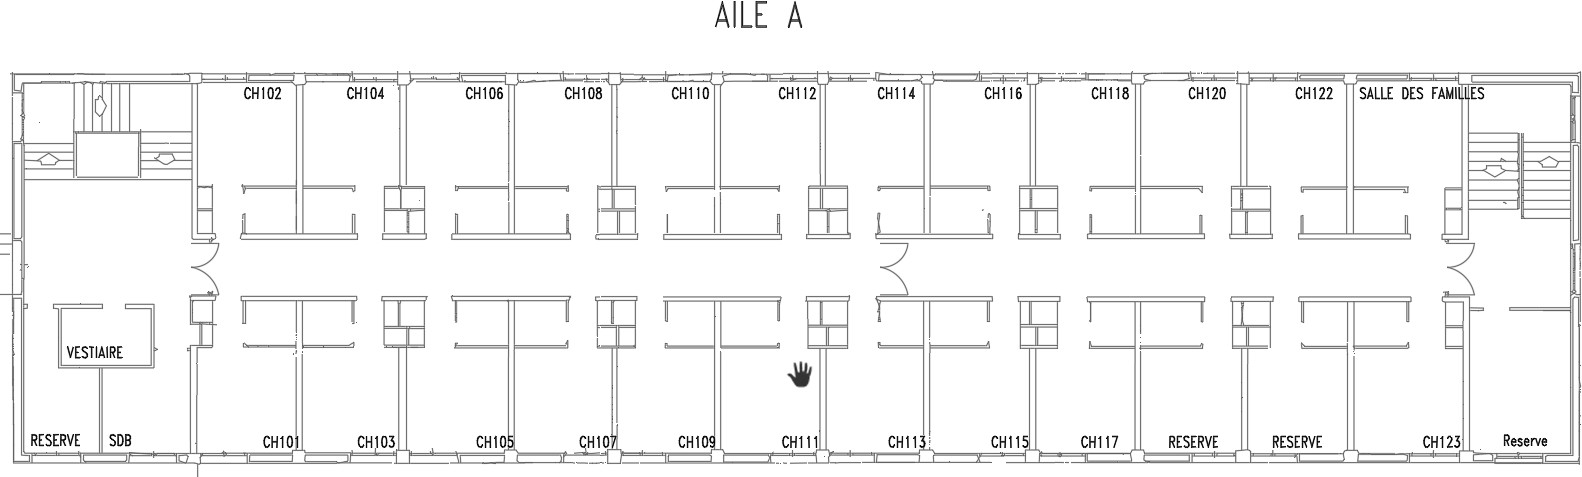 AILE A
CH102 CH104 CH106 CH108 CH110 CH112 CH114 CH116 CH118 CH120 CH122 SALLE DES FAMILLES
VESTIAIRE
RESERVE SDB CH101 CH103 CH105 CH107 CH109 CH111 CH113 CH115 CH117 RESERVE RESERVE CH123 Reserve